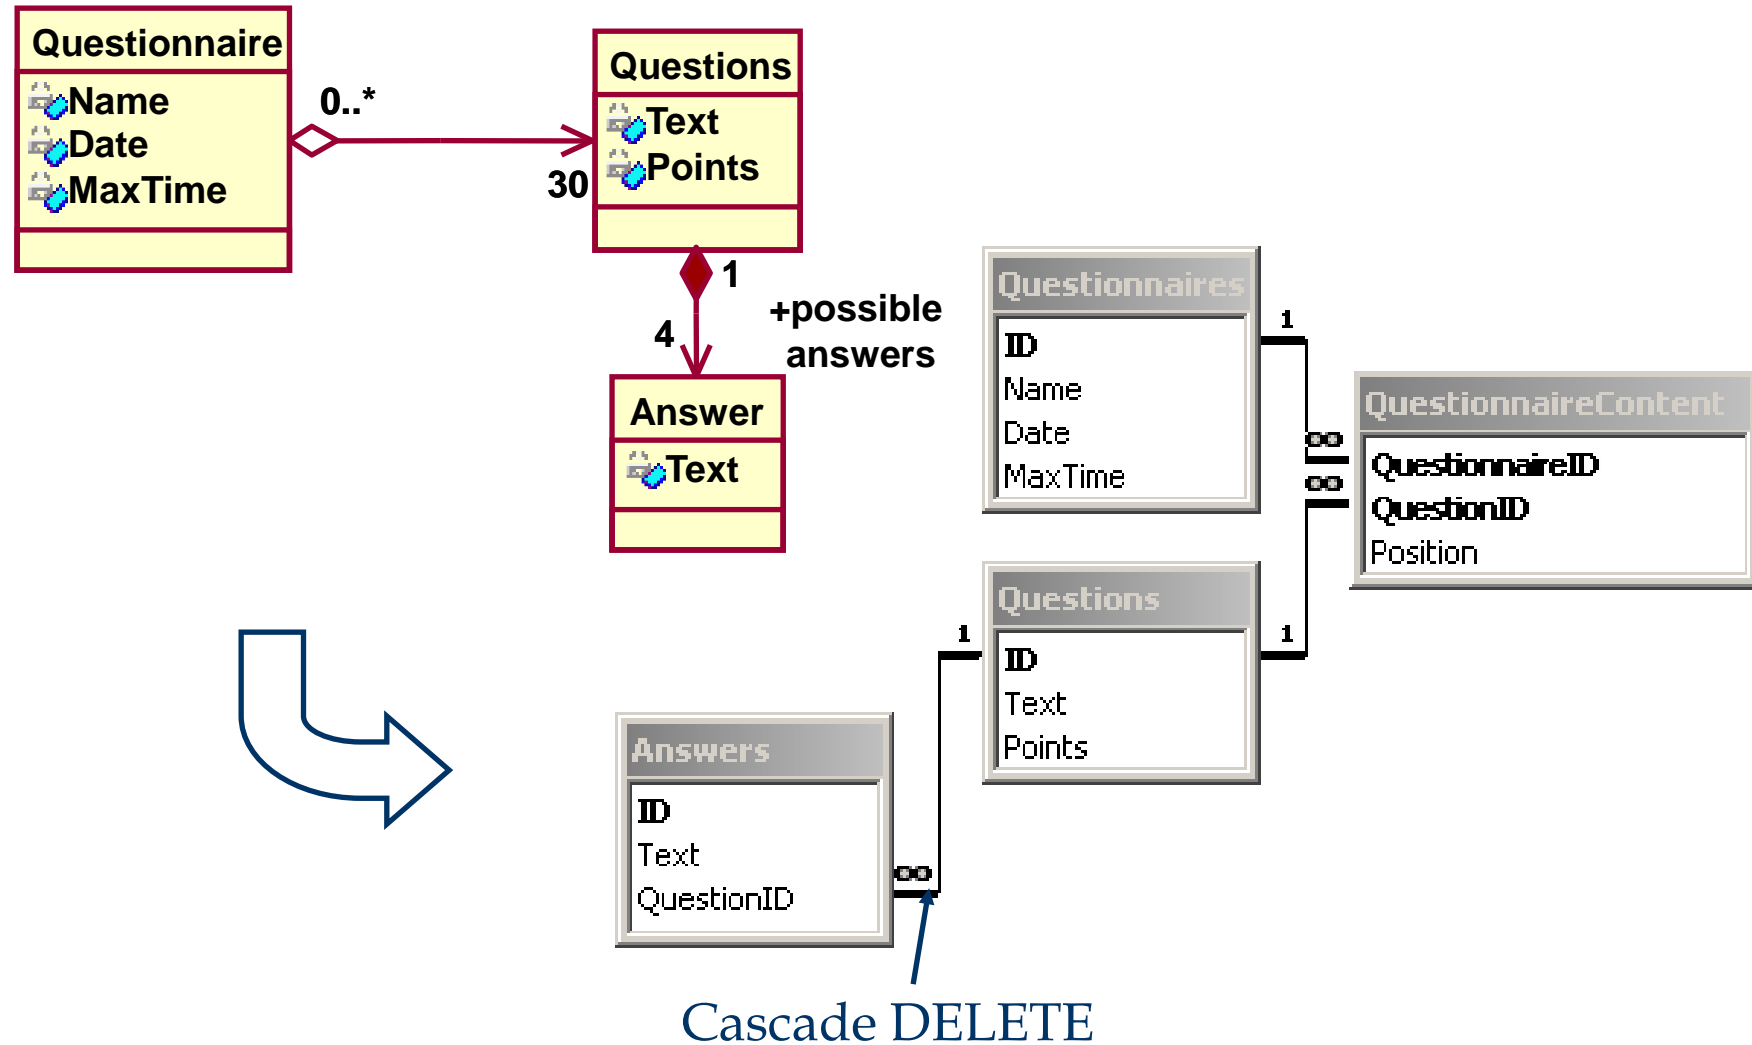 Questionnaire
Name
Date
MaxTime
0..*
30
Questions
Text
Points
1
4
+possible
answers
Answer
Text
Questionnaires
ID
Name
Date
MaxTime
1
∞
∞
QuestionnaireContent
QuestionnaireID
QuestionID
Position
Questions
ID
Text
Points
1
1
Answers
ID
Text
QuestionID
∞
Cascade DELETE